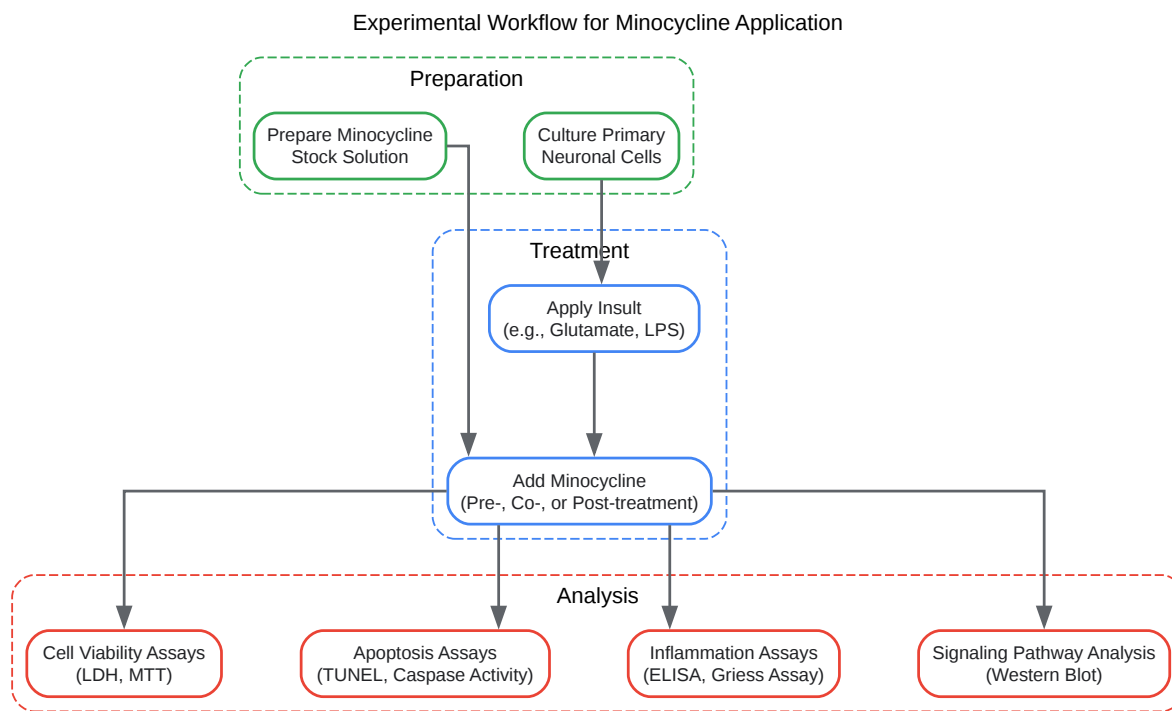 Experimental Workflow for Minocycline Application
Preparation
Prepare Minocycline
Stock Solution
Culture Primary
Neuronal Cells
Treatment
Apply Insult
(e.g., Glutamate, LPS)
Add Minocycline
(Pre-, Co-, or Post-treatment)
Analysis
Cell Viability Assays
(LDH, MTT)
Apoptosis Assays
(TUNEL, Caspase Activity)
Inflammation Assays
(ELISA, Griess Assay)
Signaling Pathway Analysis
(Western Blot)